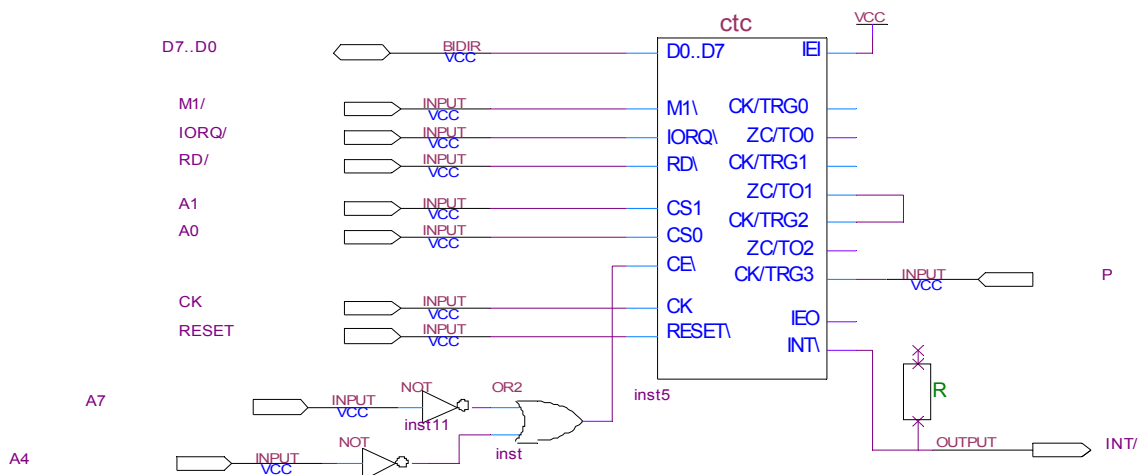 ctc
VCC
D7..D0
BIDIR
VCC
D0..D7
IEI
M1/
INPUT
VCC
M1\
CK/TRG0
IORQ/
INPUT
VCC
IORQ\
ZC/TO0
RD/
INPUT
VCC
RD\
CK/TRG1
ZC/TO1
A1
INPUT
VCC
CS1
CK/TRG2
A0
INPUT
VCC
CS0
ZC/TO2
CE\
CK/TRG3
INPUT
VCC
P
CK
INPUT
VCC
CK
IEO
RESET
INPUT
VCC
RESET\
INT\
inst5
R
A7
INPUT
VCC
NOT
inst11
OR2
inst
A4
INPUT
VCC
NOT
OUTPUT
INT/